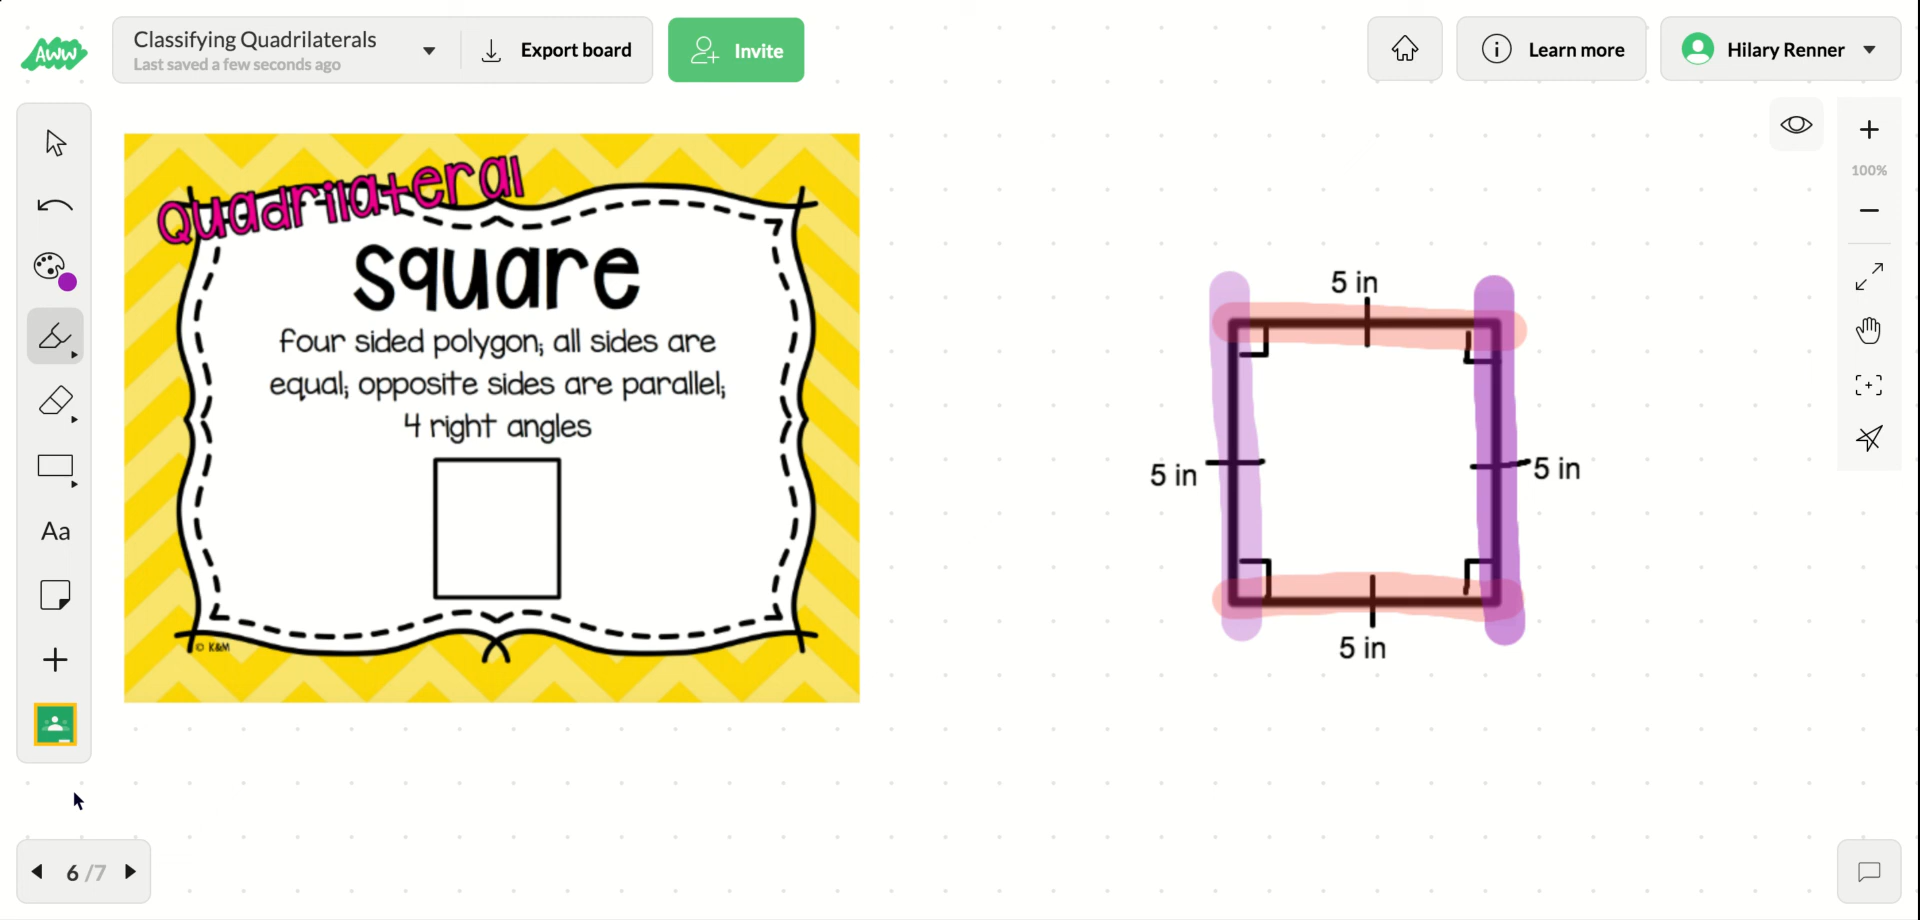 AWW
Classifying Quadrilaterals
Last saved a few seconds ago
Export board
Invite
Learn more
Hilary Renner
100%
Quadrilateral
square
four sided polygon; all sides are
equal; opposite sides are parallel;
4 right angles
© K&M
5 in
5 in
5 in
5 in
Aa
6 /7